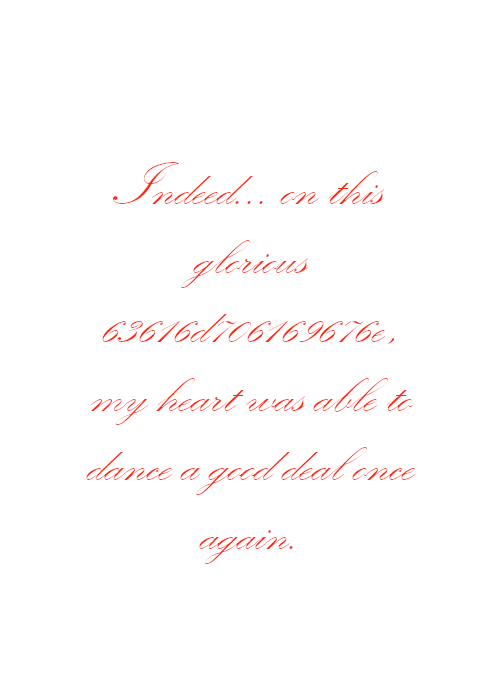 Indeed... on this
glorious
63616d706169676e,
my heart was able to
dance a good deal once
again.